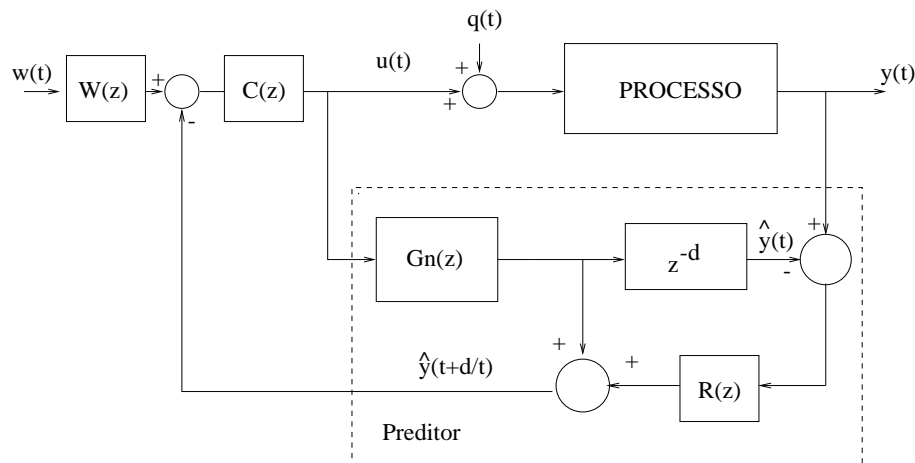 q(t)
w(t)
W(z)
+
-
C(z)
u(t)
+
+
PROCESSO
y(t)
Gn(z)
z^-d
ŷ(t)
+
-
+
+
ŷ(t+d/t)
R(z)
Preditor